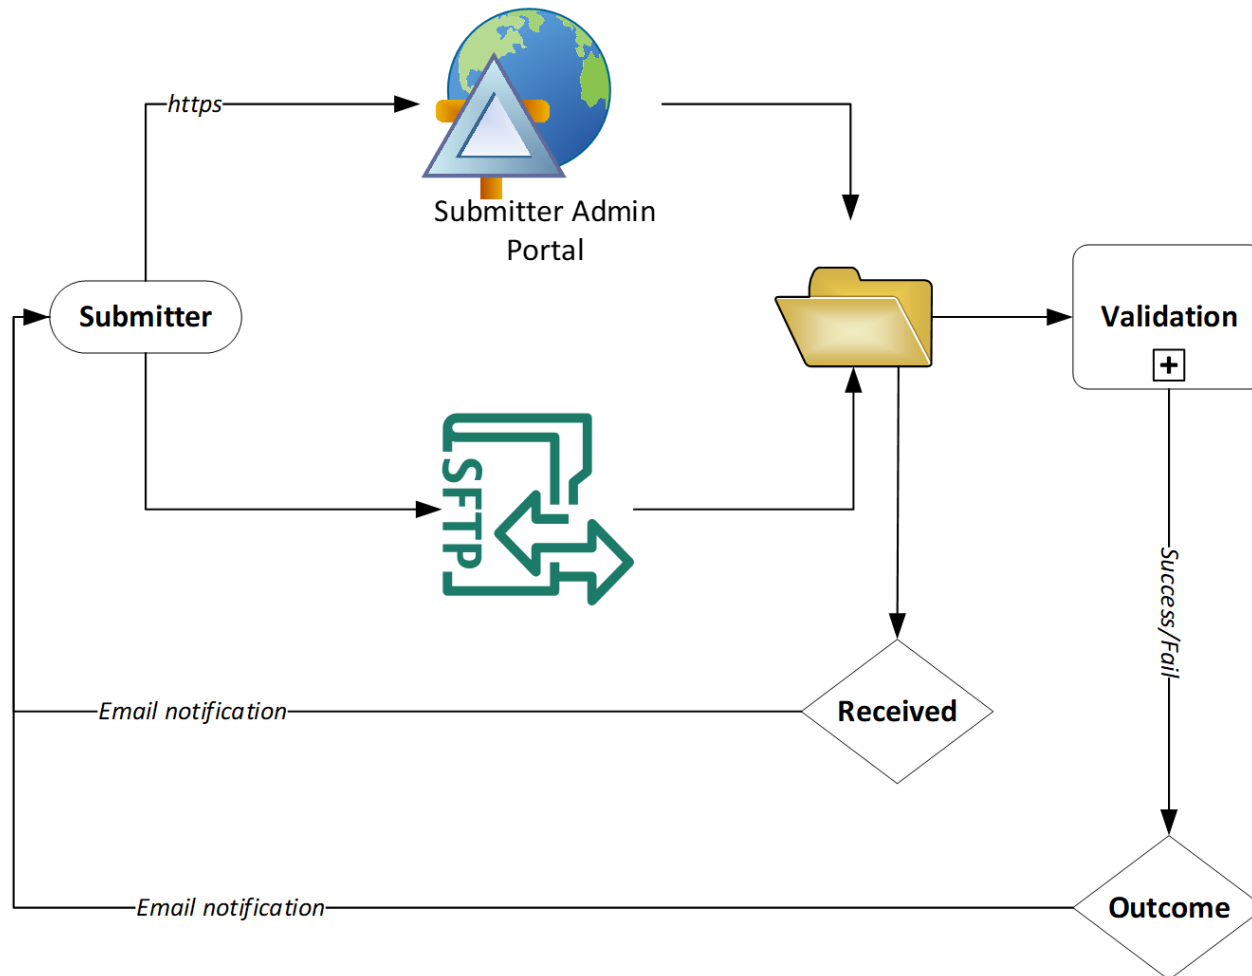 https
Submitter Admin
Portal
Submitter
Validation
SFTP
Success/Fail
Email notification
Received
Email notification
Outcome